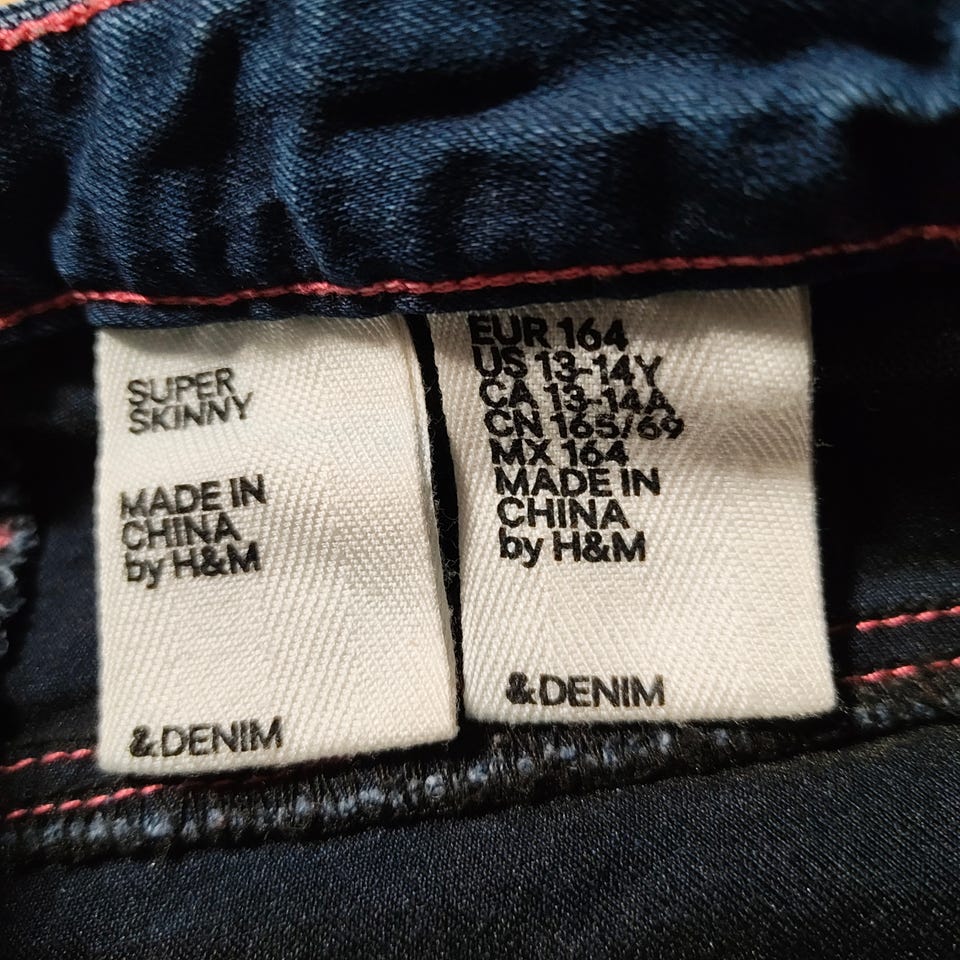 SUPER
SKINNY
MADE IN
CHINA
by H&M
&DENIM
EUR 164
US 13-14Y
CA 13-14A
CN 165/69
MX 164
MADE IN
CHINA
by H&M
&DENIM